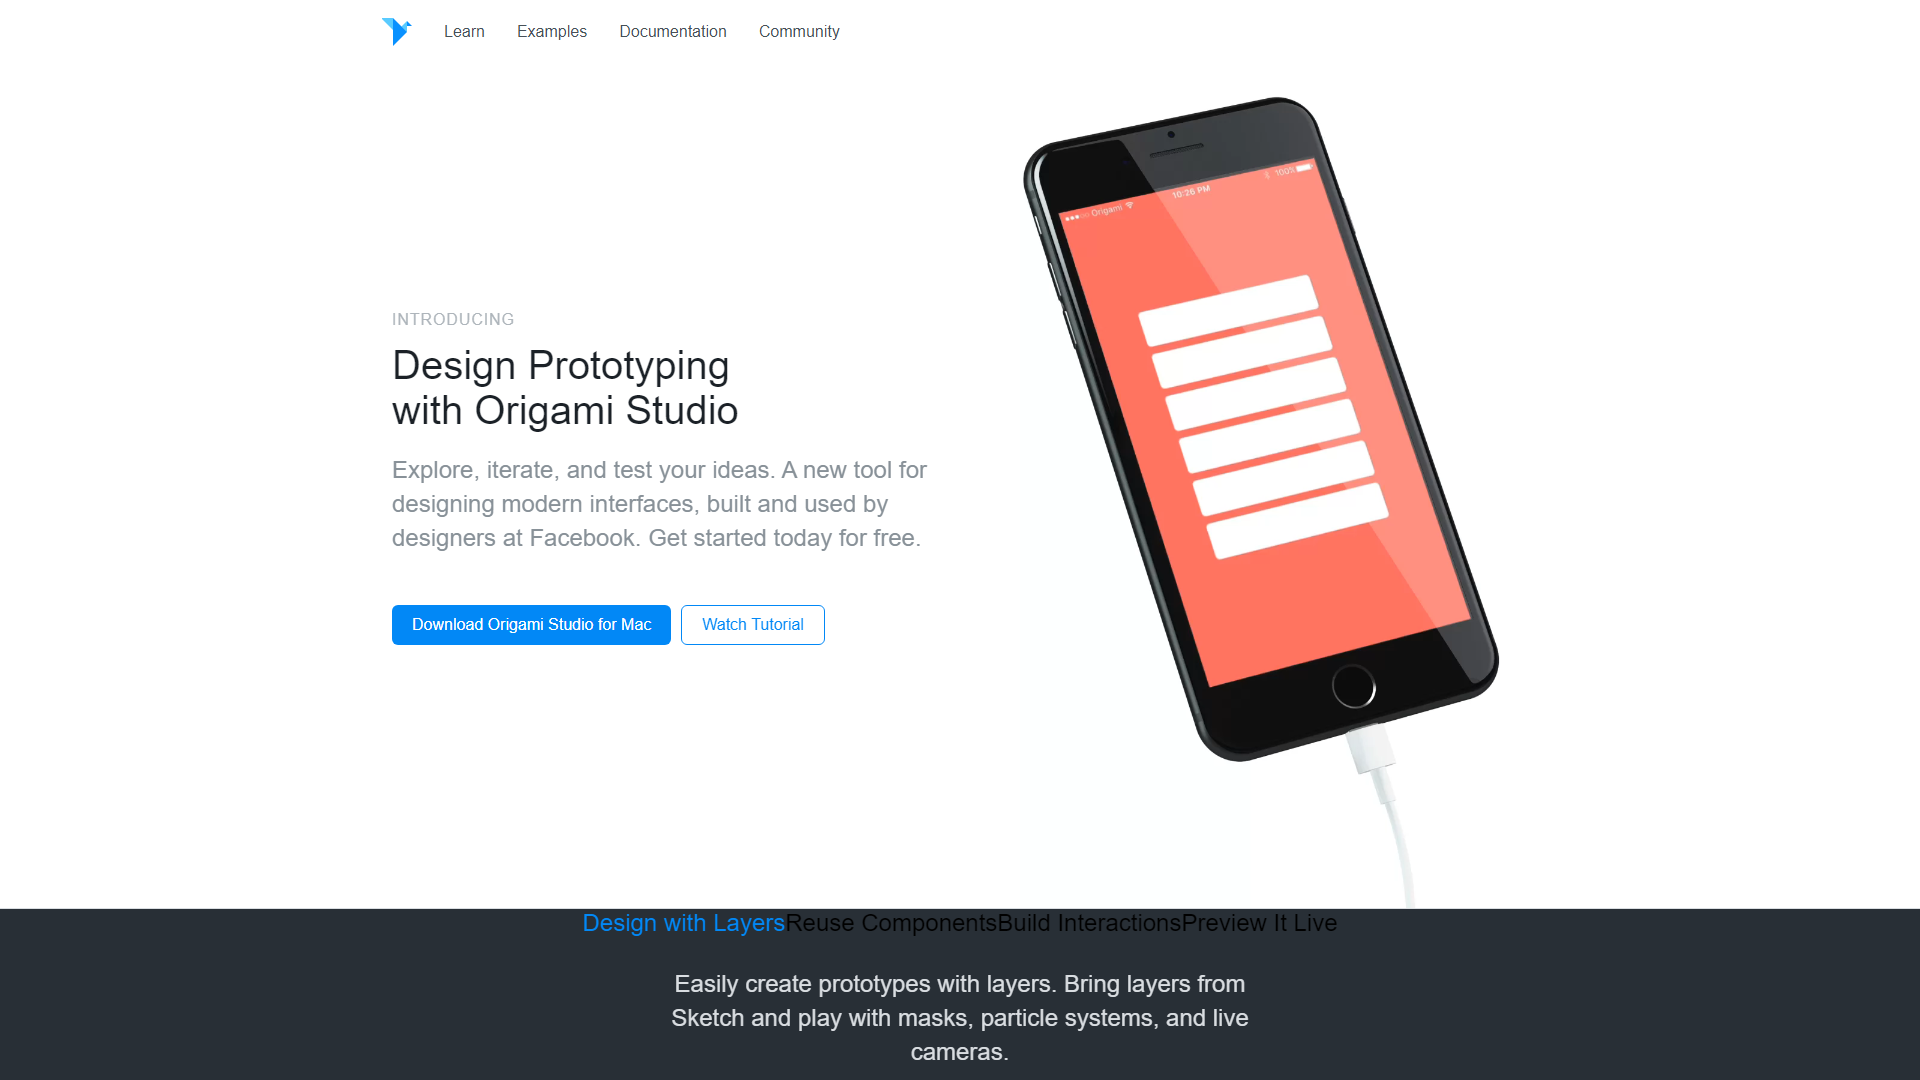 Learn Examples Documentation Community
Origami 10:26 PM 100%
INTRODUCING
Design Prototyping
with Origami Studio
Explore, iterate, and test your ideas. A new tool for
designing modern interfaces, built and used by
designers at Facebook. Get started today for free.
Download Origami Studio for Mac Watch Tutorial
Design with LayersReuse ComponentsBuild InteractionsPreview It Live
Easily create prototypes with layers. Bring layers from
Sketch and play with masks, particle systems, and live
cameras.